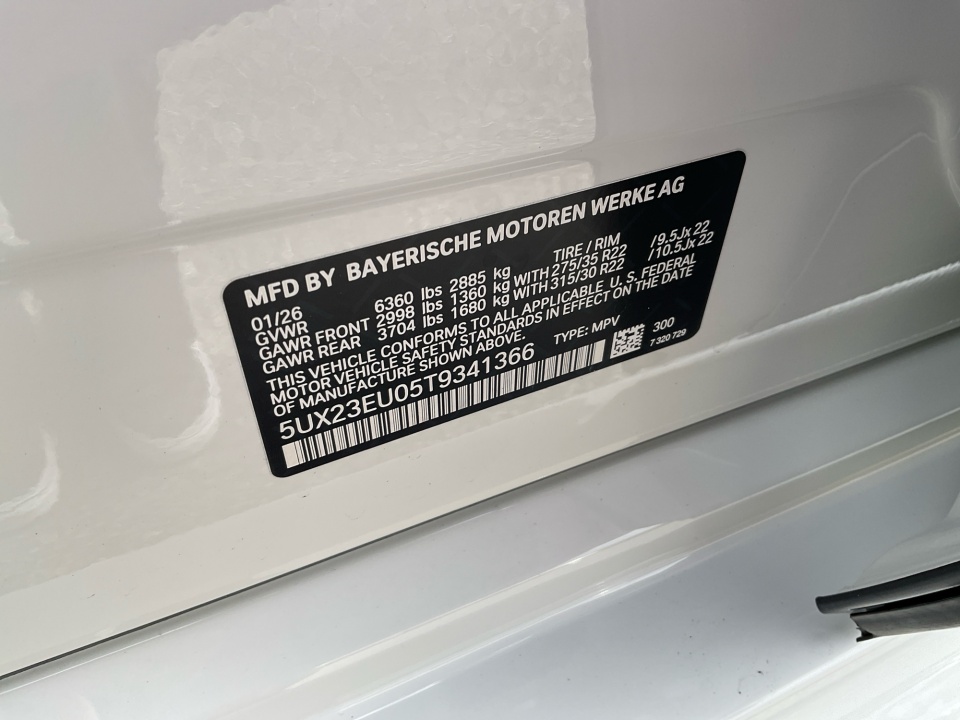 MFD BY BAYERISCHE MOTOREN WERKE AG
01/26 TIRE / RIM
GVWR 6360 lbs 2885 kg
GAWR FRONT 2998 lbs 1360 kg WITH 275/35 R22 /9.5Jx22
GAWR REAR 3704 lbs 1680 kg WITH 315/30 R22 /10.5Jx22
THIS VEHICLE CONFORMS TO ALL APPLICABLE U.S. FEDERAL
MOTOR VEHICLE SAFETY STANDARDS IN EFFECT ON THE DATE
OF MANUFACTURE SHOWN ABOVE. TYPE: MPV 300
5UX23EU05T9341366 7 320 729